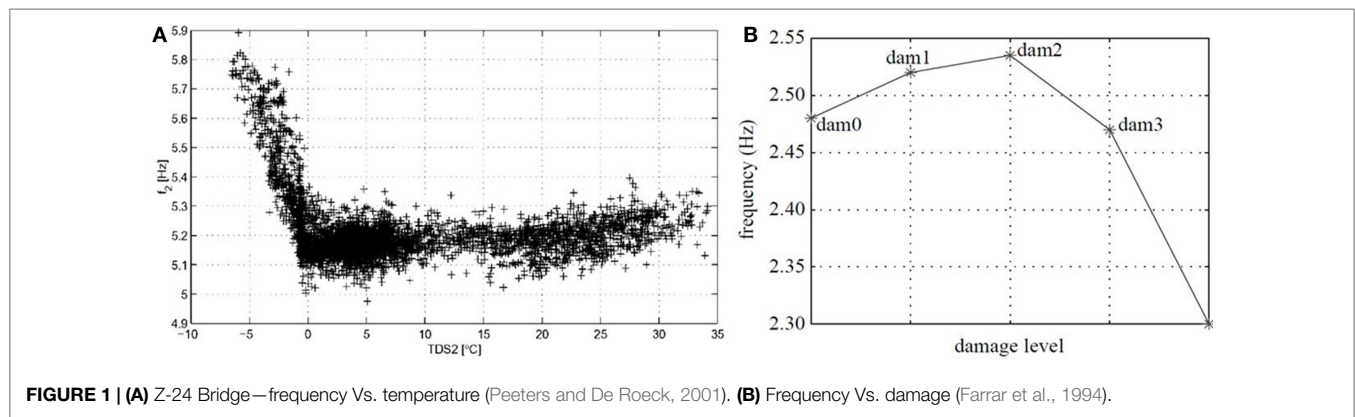 A
5.9
5.8
5.7
5.6
5.5
5.4
5.3
5.2
5.1
5
4.9
f2 [Hz]
−10 −5 0 5 10 15 20 25 30 35
TDS2 [°C]
B
2.55
2.50
2.45
2.40
2.35
2.30
frequency (Hz)
dam0
dam1
dam2
dam3
damage level
FIGURE 1 | (A) Z-24 Bridge—frequency Vs. temperature (Peeters and De Roeck, 2001). (B) Frequency Vs. damage (Farrar et al., 1994).